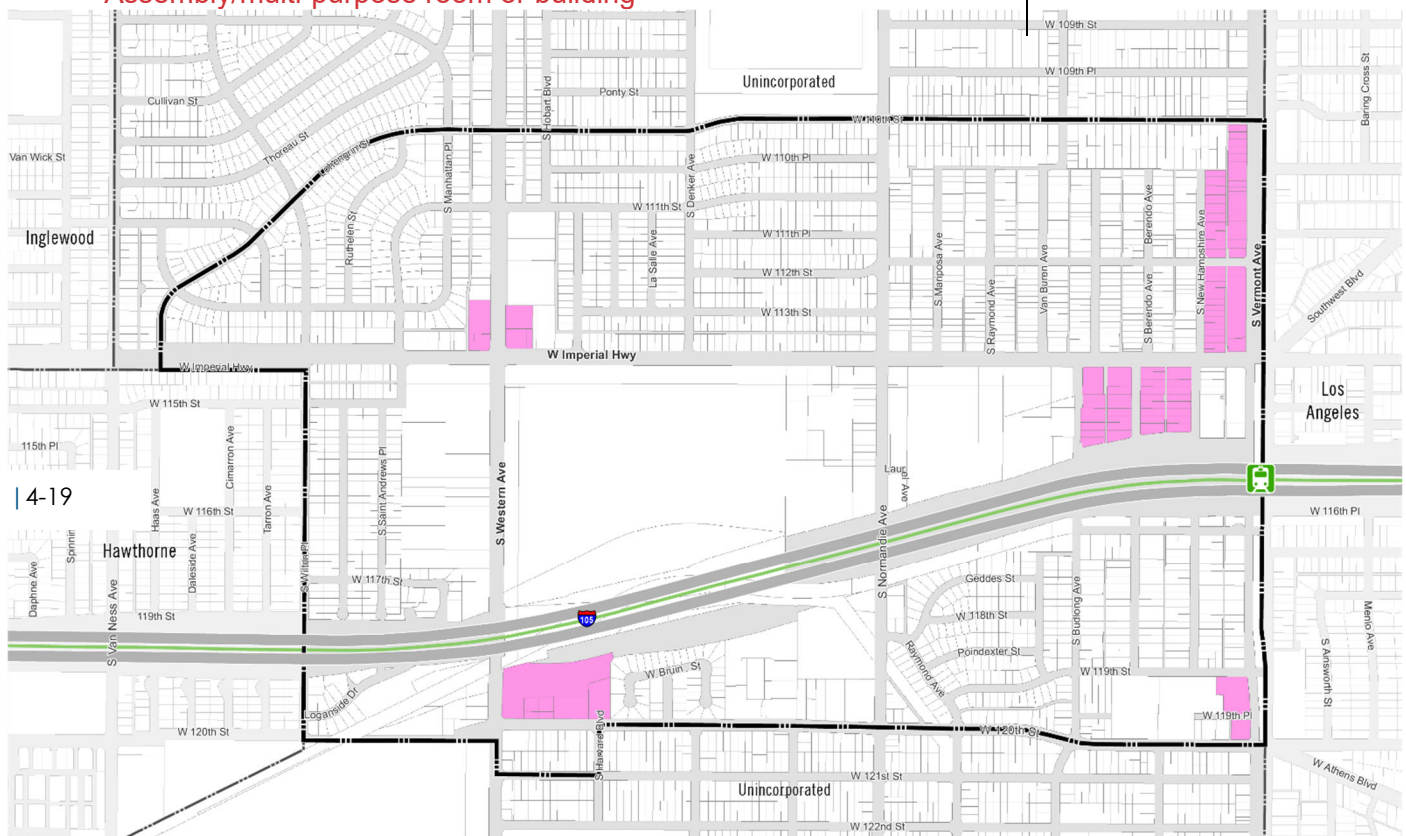 Assembly/multi-purpose room or building
W 109th St
Unincorporated
W 109th Pl
Baring Cross St
Cullivan St
Ponty St
S Hobart Blvd
W 110th St
Thoreau St
Van Wick St
S Manhattan Pl
W 110th Pl
S Denker Ave
W 111th St
Inglewood
Ruthelen St
La Salle Ave
W 111th Pl
S Mariposa Ave
Berendo Ave
S New Hampshire Ave
S Vermont Ave
W 112th St
Van Buren Ave
Southwest Blvd
S Raymond Ave
S Berendo Ave
W 113th St
W Imperial Hwy
W Imperial Hwy
Los
Angeles
W 115th St
115th Pl
Cimarron Ave
S Saint Andrews Pl
S Western Ave
Laurel Ave
| 4-19
Haas Ave
Tarron Ave
W 116th St
W 116th Pl
Spinnin
Hawthorne
Daleside Ave
S Wilton Pl
S Normandie Ave
Daphne Ave
S Van Ness Ave
W 117th St
Geddes St
S Budlong Ave
119th St
105
W 118th St
Menlo Ave
Poindexter St
S Ainsworth St
W Bruin St
Raymond Ave
W 119th St
Loganside Dr
W 119th Pl
W 120th St
S Harvard Blvd
W 120th St
W 121st St
W Athens Blvd
Unincorporated
W 122nd St